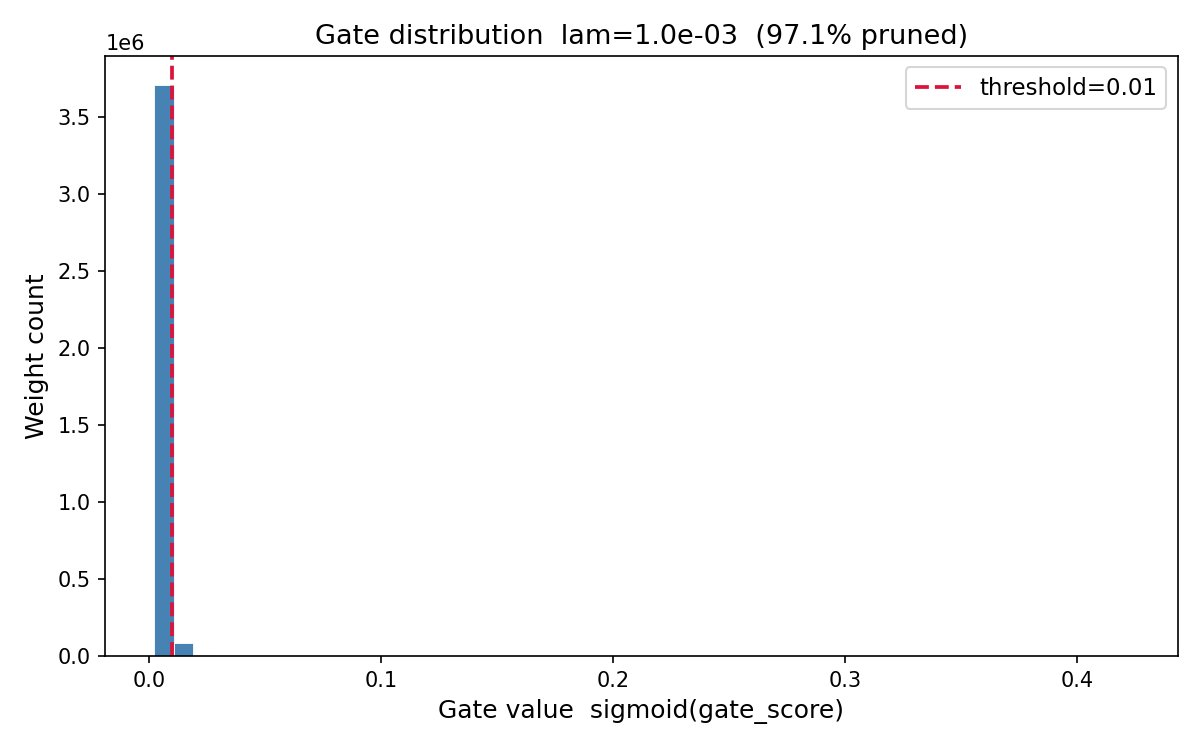 Gate distribution  lam=1.0e-03  (97.1% pruned)
1e6
threshold=0.01
3.5
3.0
2.5
2.0
1.5
1.0
0.5
0.0
Weight count
0.0 0.1 0.2 0.3 0.4
Gate value  sigmoid(gate_score)